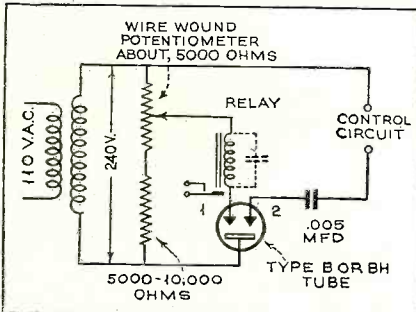 WIRE WOUND
POTENTIOMETER
ABOUT, 5000 OHMS
RELAY
CONTROL
CIRCUIT
110 V.A.C.
240V.
1
2
.005
MFD
TYPE B OR BH
TUBE
5000-10,000
OHMS